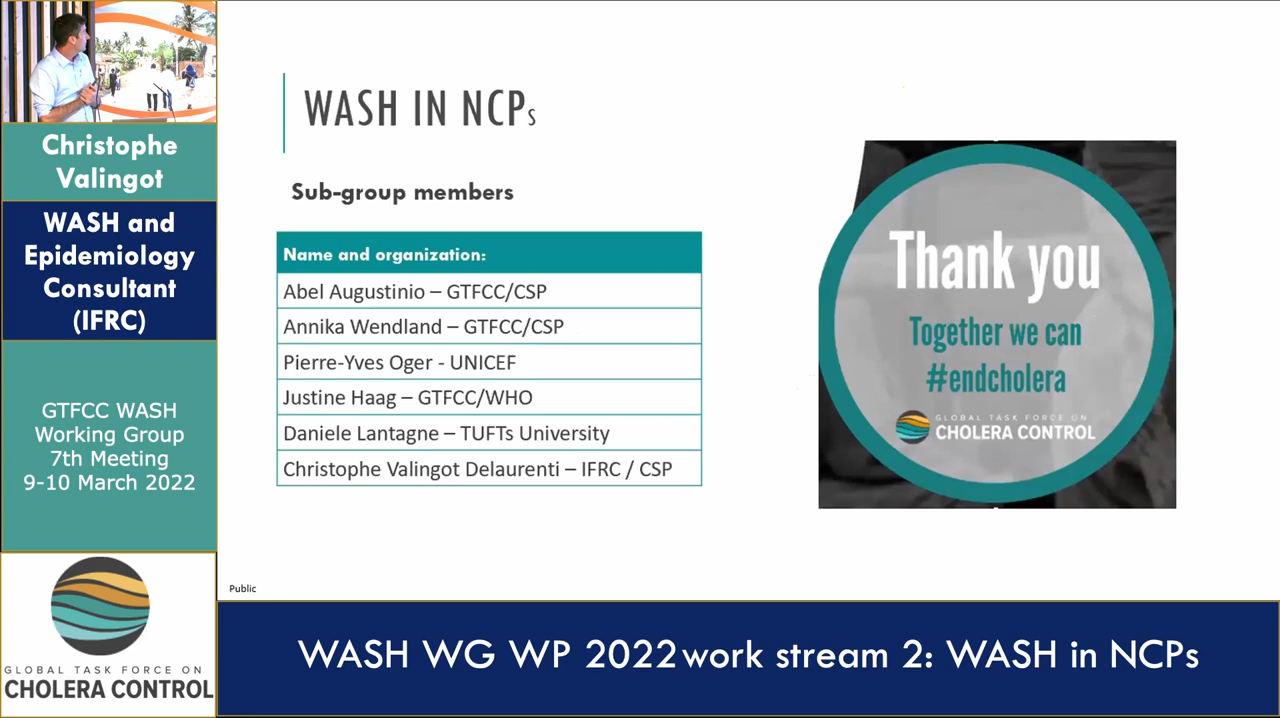 Christophe
Valingot
WASH and
Epidemiology
Consultant
(IFRC)
GTFCC WASH
Working Group
7th Meeting
9-10 March 2022
GLOBAL TASK FORCE ON
CHOLERA CONTROL
WASH IN NCPs
Sub-group members
Name and organization:
Abel Augustinio – GTFCC/CSP
Annika Wendland – GTFCC/CSP
Pierre-Yves Oger - UNICEF
Justine Haag – GTFCC/WHO
Daniele Lantagne – TUFTs University
Christophe Valingot Delaurenti – IFRC / CSP
Thank you
Together we can
#endcholera
GLOBAL TASK FORCE ON
CHOLERA CONTROL
Public
WASH WG WP 2022 work stream 2: WASH in NCPs